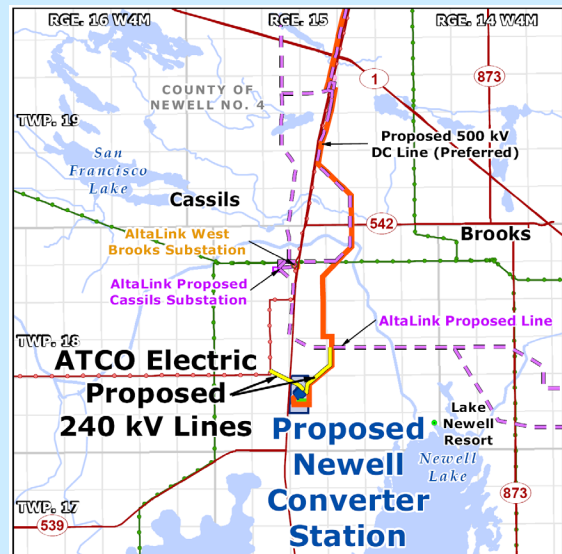 RGE. 16 W4M
RGE. 15
RGE. 14 W4M
1
873
COUNTY OF
NEWELL NO. 4
TWP. 19
Proposed 500 kV
DC Line (Preferred)
San
Francisco
Lake
Cassils
542
AltaLink West
Brooks Substation
Brooks
AltaLink Proposed
Cassils Substation
TWP. 18
AltaLink Proposed Line
ATCO Electric
Proposed
240 kV Lines
Lake
Newell
Resort
Proposed
Newell
Converter
Station
Newell
Lake
873
TWP. 17
539